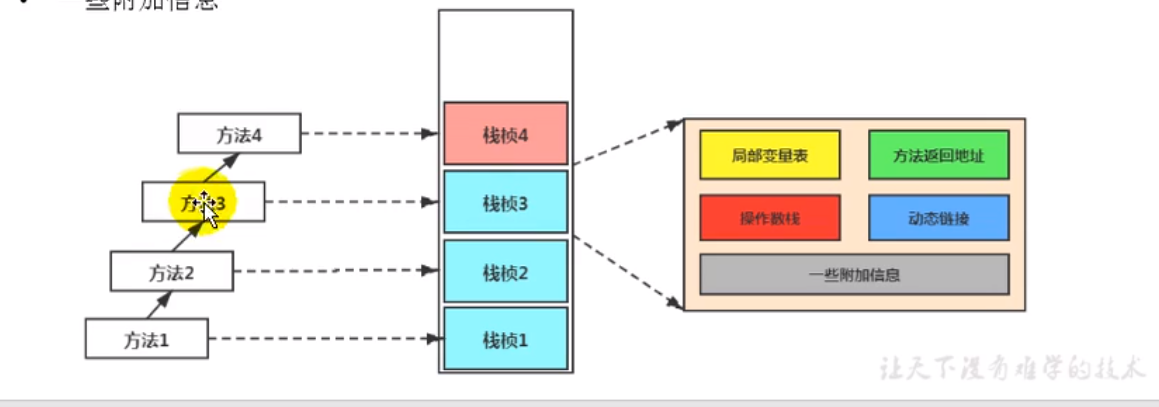 一些附加信息
方法4
栈桢4
局部变量表
方法返回地址
栈桢3
操作数栈
动态链接
方法2
栈桢2
一些附加信息
方法1
栈桢1
让天下没有难学的技术